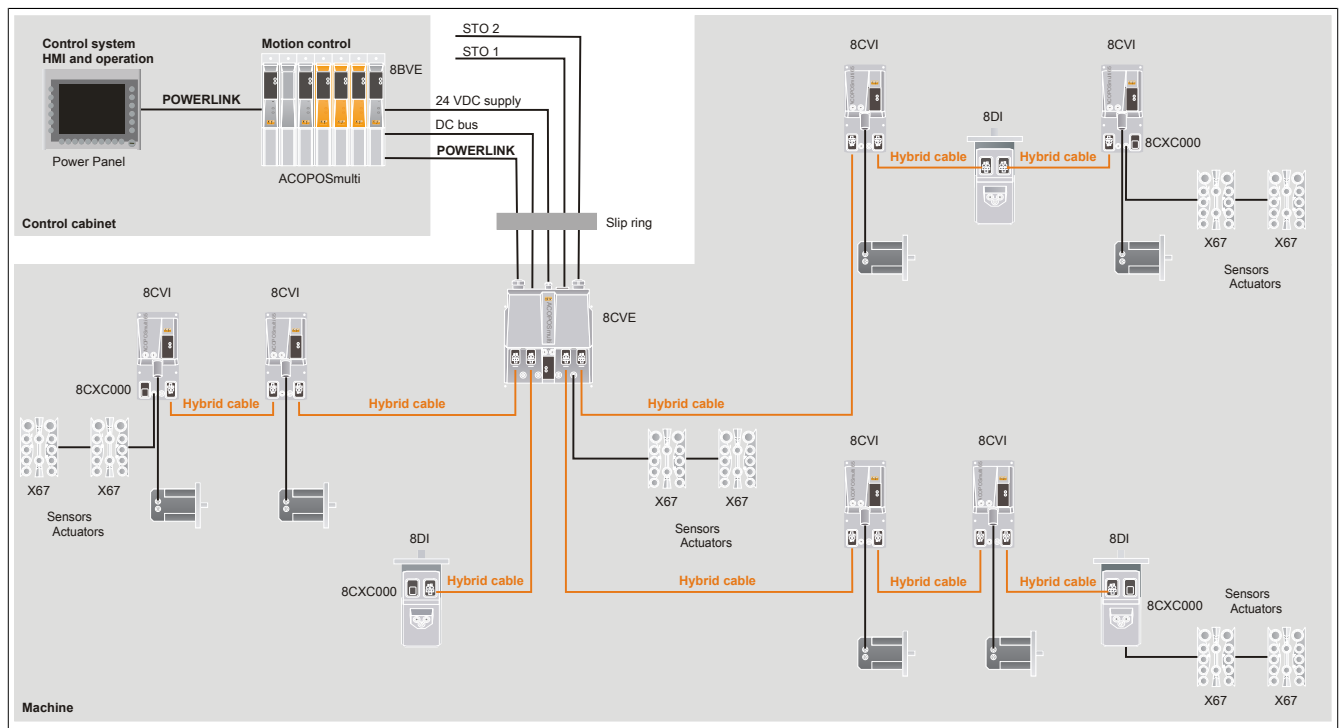 Control system
HMI and operation
Motion control
STO 2
STO 1
8BVE
POWERLINK
24 VDC supply
DC bus
POWERLINK
Power Panel
ACOPOSmulti
Control cabinet
Slip ring
8CVI
8CVI
8DI
8CXC000
Hybrid cable
Hybrid cable
X67
X67
Sensors
Actuators
8CVI
8CVI
8CVE
ACOPOSmulti
8CXC000
Hybrid cable
Hybrid cable
Hybrid cable
X67
X67
Sensors
Actuators
X67
X67
Sensors
Actuators
8CVI
8CVI
8DI
8CXC000
Hybrid cable
8DI
Hybrid cable
Hybrid cable
Hybrid cable
8CXC000
Sensors
Actuators
X67
X67
Machine